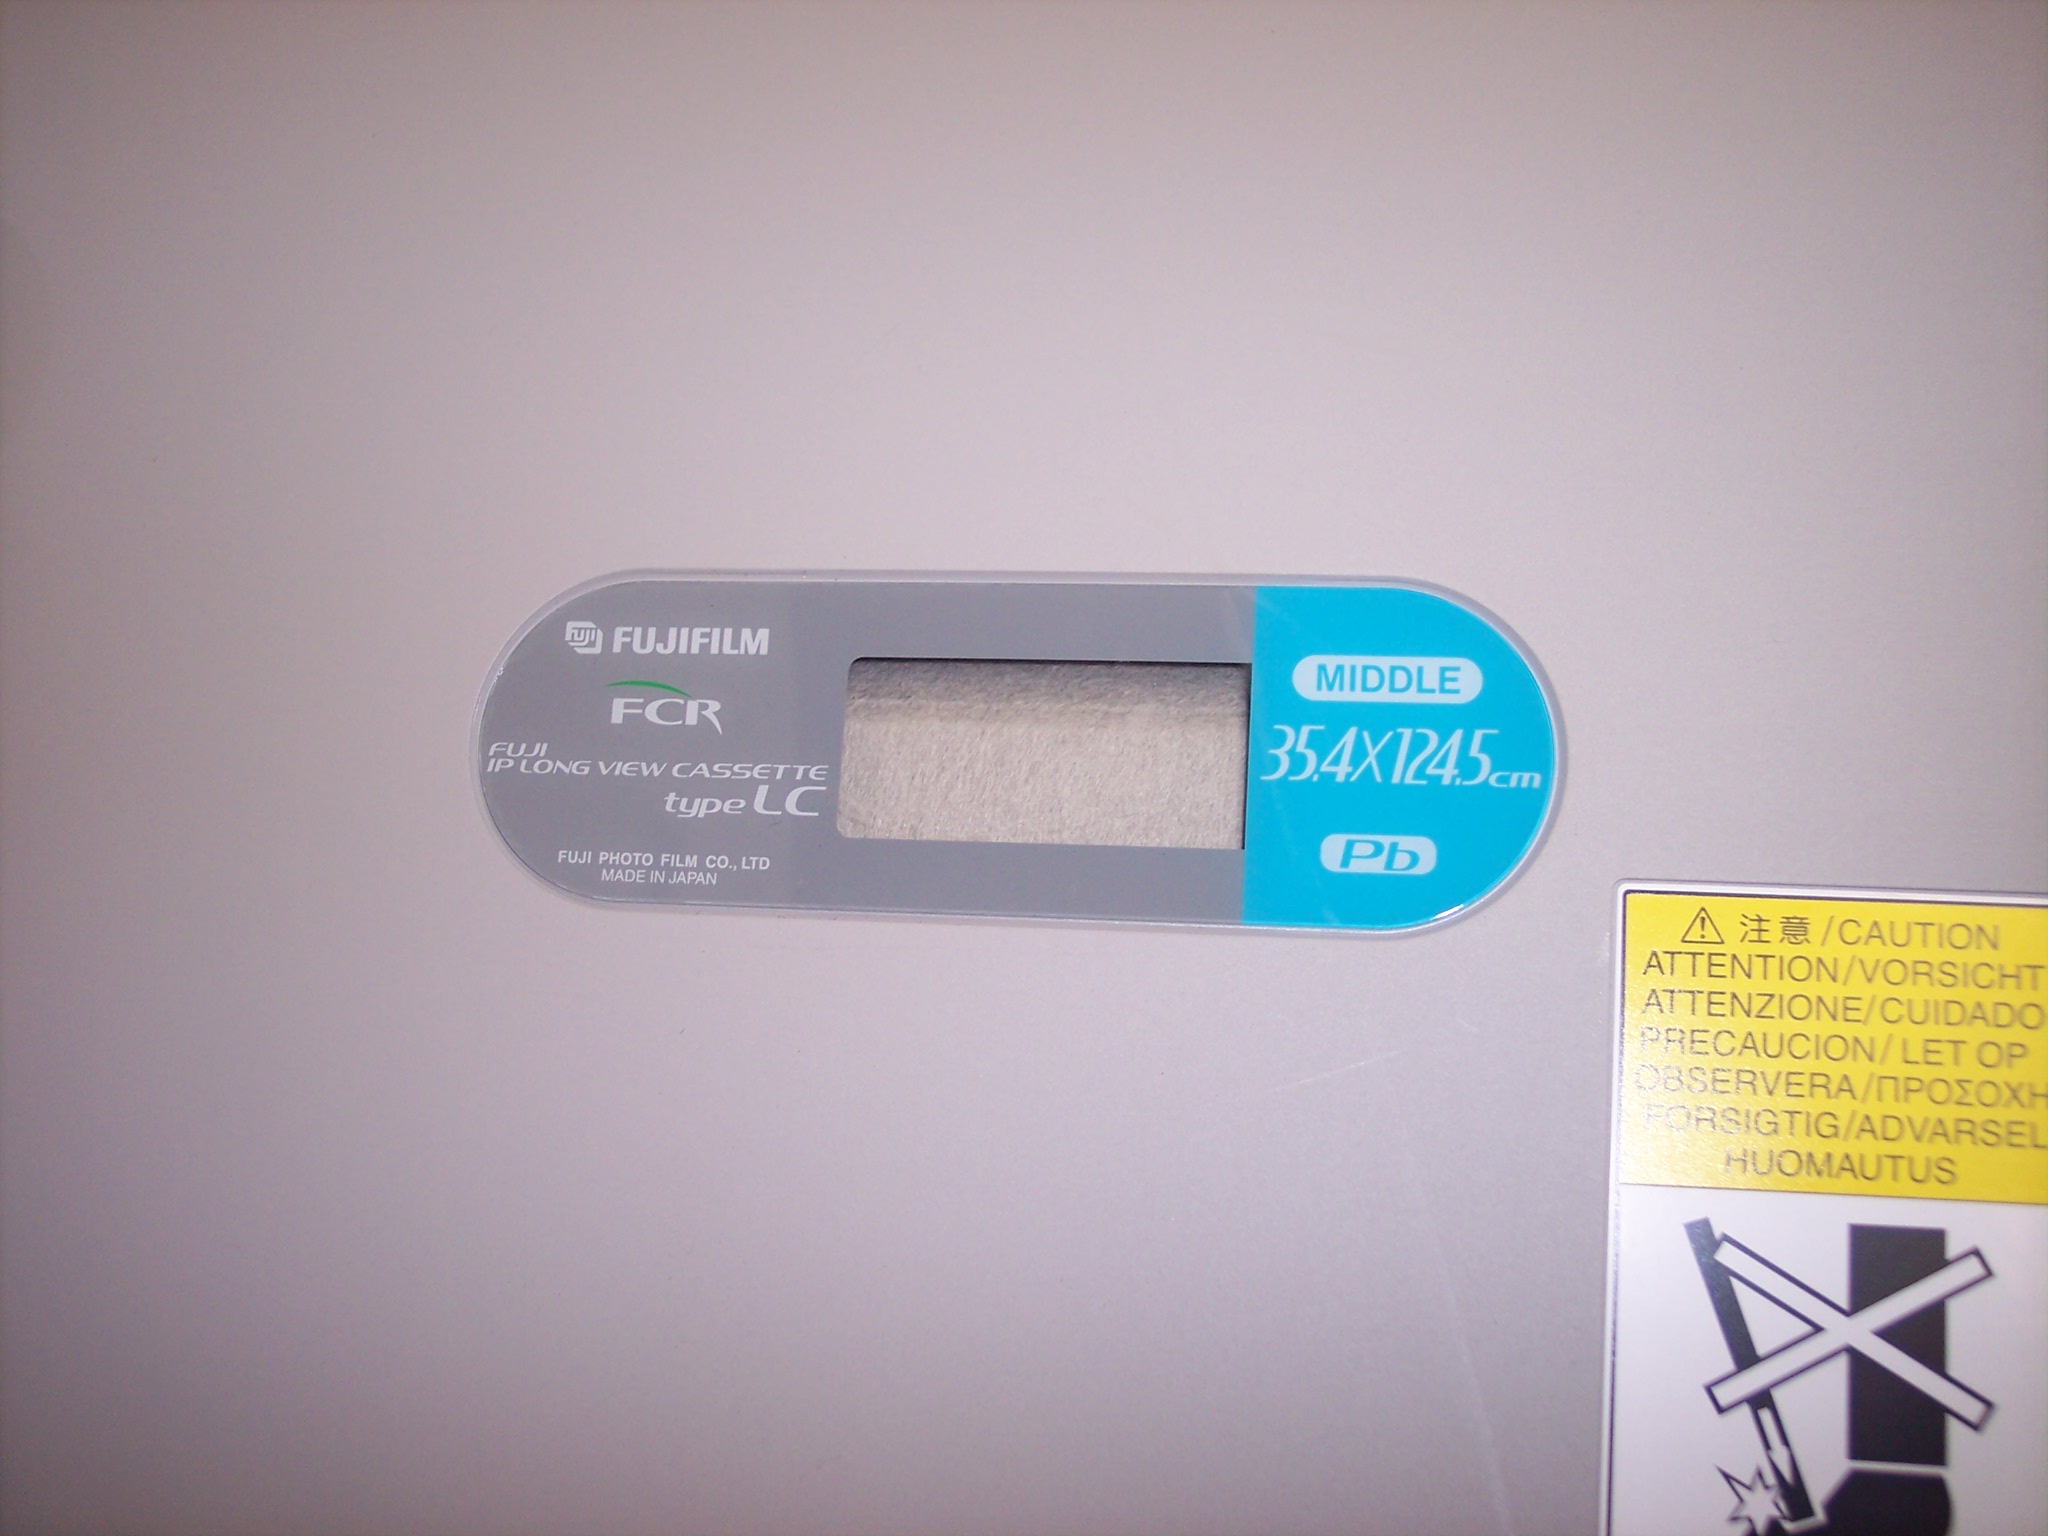 FUJI FUJIFILM
FCR
FUJI
IP LONG VIEW CASSETTE
type LC
FUJI PHOTO FILM CO., LTD
MADE IN JAPAN
MIDDLE
35.4X124.5cm
Pb
注意/CAUTION
ATTENTION/VORSICHT
ATTENZIONE/CUIDADO
PRECAUCION/LET OP
OBSERVERA/ΠΡΟΣΟΧΗ
FORSIGTIG/ADVARSEL
HUOMAUTUS